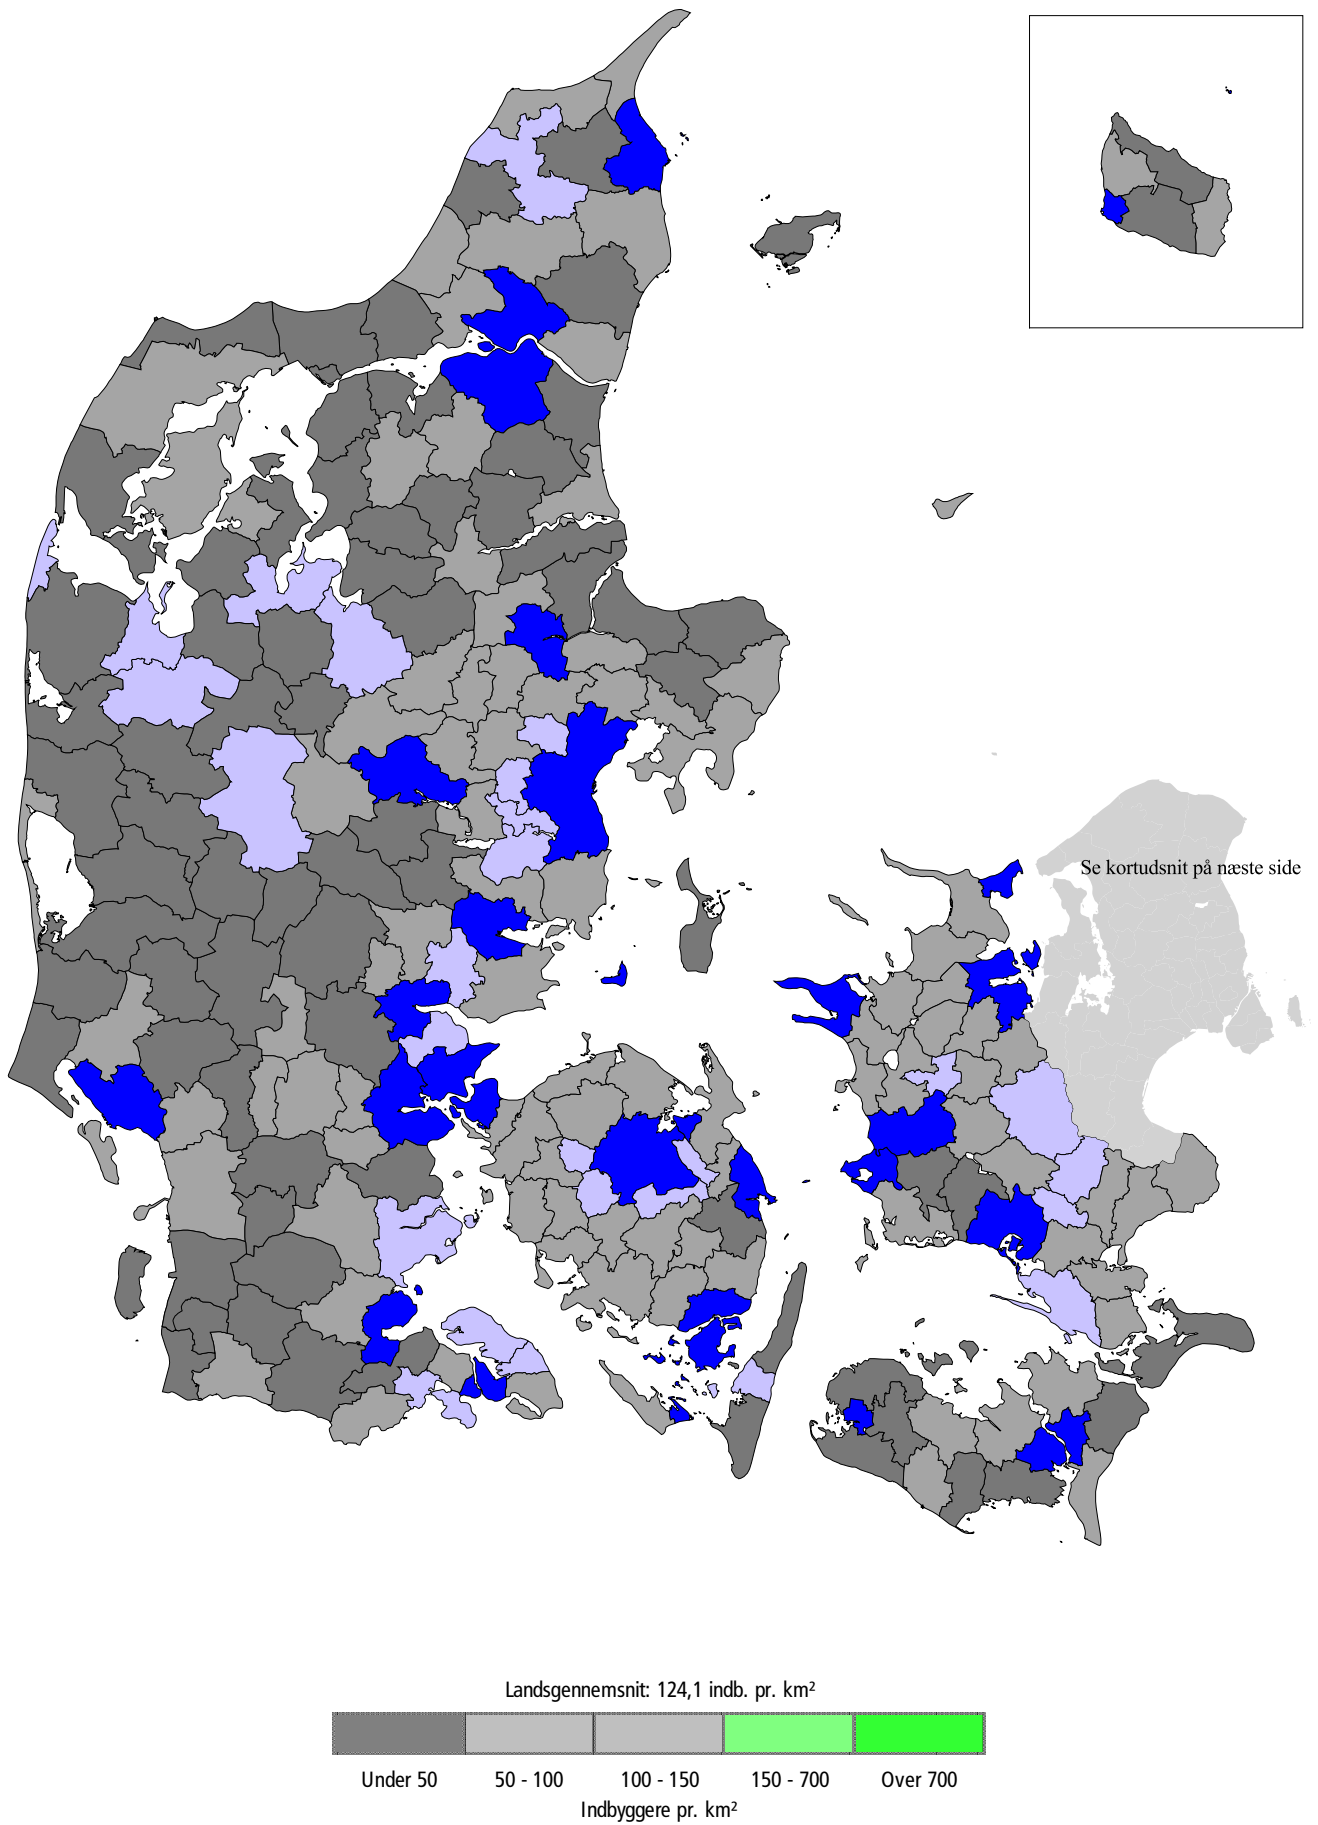 Se kortudsnit på næste side
Landsgennemsnit: 124,1 indb. pr. km²
Under 50 50 - 100 100 - 150 150 - 700 Over 700
Indbyggere pr. km²